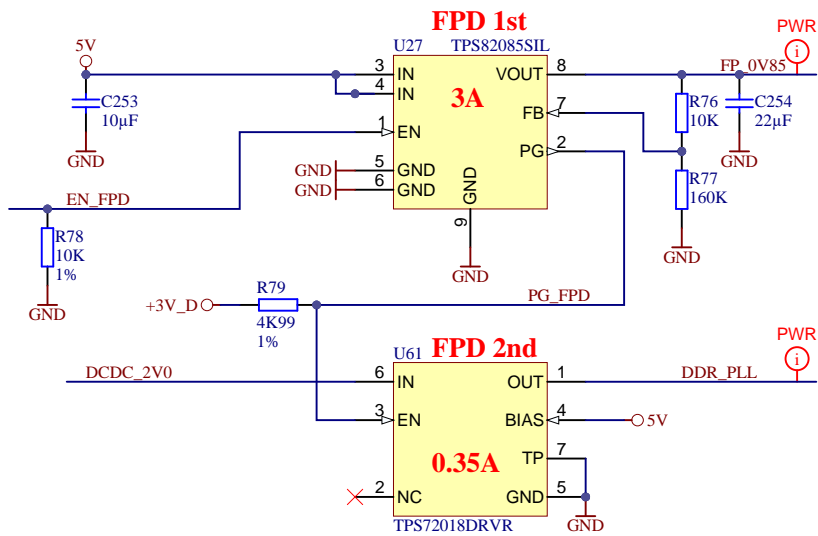 FPD 1st
PWR
i
5V
U27
TPS82085SIL
FP_0V85
3
IN
VOUT
8
4
IN
3A
C253
10µF
FB
7
R76
10K
C254
22µF
1
EN
PG
2
GND
GND
GND
5
GND
GND
6
GND
GND
9
R77
160K
EN_FPD
R78
10K
1%
GND
GND
GND
R79
+3V_D
4K99
1%
PG_FPD
FPD 2nd
PWR
i
U61
DCDC_2V0
6
IN
OUT
1
DDR_PLL
3
EN
BIAS
4
5V
0.35A
TP
7
2
NC
GND
5
TPS72018DRVR
GND